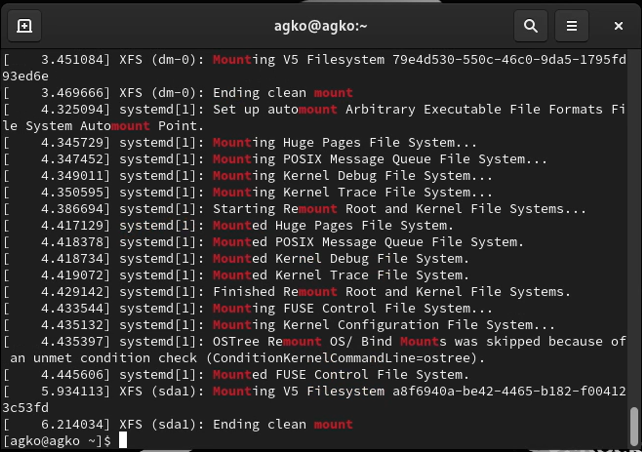 agko@agko:~
[    3.451084] XFS (dm-0): Mounting V5 Filesystem 79e4d530-550c-46c0-9da5-1795fd
93ed6e
[    3.469666] XFS (dm-0): Ending clean mount
[    4.325094] systemd[1]: Set up automount Arbitrary Executable File Formats Fi
le System Automount Point.
[    4.345729] systemd[1]: Mounting Huge Pages File System...
[    4.347452] systemd[1]: Mounting POSIX Message Queue File System...
[    4.349011] systemd[1]: Mounting Kernel Debug File System...
[    4.350595] systemd[1]: Mounting Kernel Trace File System...
[    4.386694] systemd[1]: Starting Remount Root and Kernel File Systems...
[    4.417129] systemd[1]: Mounted Huge Pages File System.
[    4.418378] systemd[1]: Mounted POSIX Message Queue File System.
[    4.418734] systemd[1]: Mounted Kernel Debug File System.
[    4.419072] systemd[1]: Mounted Kernel Trace File System.
[    4.429142] systemd[1]: Finished Remount Root and Kernel File Systems.
[    4.433544] systemd[1]: Mounting FUSE Control File System...
[    4.435132] systemd[1]: Mounting Kernel Configuration File System...
[    4.435397] systemd[1]: OSTree Remount OS/ Bind Mounts was skipped because of
 an unmet condition check (ConditionKernelCommandLine=ostree).
[    4.445606] systemd[1]: Mounted FUSE Control File System.
[    5.934113] XFS (sda1): Mounting V5 Filesystem a8f6940a-be42-4465-b182-f00412
3c53fd
[    6.214034] XFS (sda1): Ending clean mount
[agko@agko ~]$